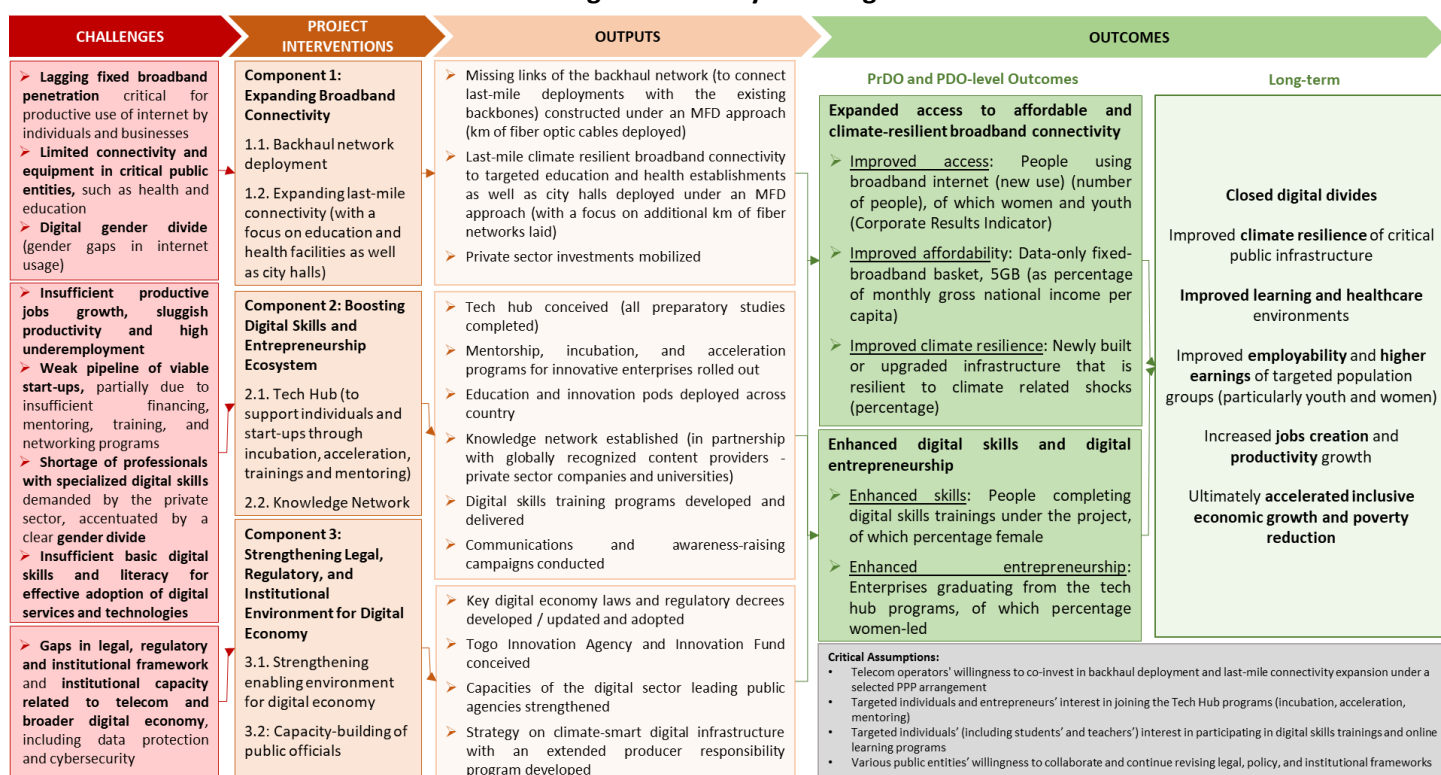 CHALLENGES
PROJECT
INTERVENTIONS
OUTPUTS
OUTCOMES
➢ Lagging fixed broadband
penetration critical for
productive use of internet by
individuals and businesses
➢ Limited connectivity and
equipment in critical public
entities, such as health and
education
➢ Digital gender divide
(gender gaps in internet
usage)
➢ Insufficient productive
jobs growth, sluggish
productivity and high
underemployment
➢ Weak pipeline of viable
start-ups, partially due to
insufficient financing,
mentoring, training, and
networking programs
➢ Shortage of professionals
with specialized digital skills
demanded by the private
sector, accentuated by a
clear gender divide
➢ Insufficient basic digital
skills and literacy for
effective adoption of digital
services and technologies
➢ Gaps in legal, regulatory
and institutional framework
and institutional capacity
related to telecom and
broader digital economy,
including data protection
and cybersecurity
Component 1:
Expanding Broadband
Connectivity
1.1. Backhaul network
deployment
1.2. Expanding last-mile
connectivity (with a
focus on education and
health facilities as well
as city halls)
Component 2: Boosting
Digital Skills and
Entrepreneurship
Ecosystem
2.1. Tech Hub (to
support individuals and
start-ups through
incubation, acceleration,
trainings and mentoring)
2.2. Knowledge Network
Component 3:
Strengthening Legal,
Regulatory, and
Institutional
Environment for Digital
Economy
3.1. Strengthening
enabling environment
for digital economy
3.2: Capacity-building of
public officials
➢ Missing links of the backhaul network (to connect
last-mile deployments with the existing
backbones) constructed under an MFD approach
(km of fiber optic cables deployed)
➢ Last-mile climate resilient broadband connectivity
to targeted education and health establishments
as well as city halls deployed under an MFD
approach (with a focus on additional km of fiber
networks laid)
➢ Private sector investments mobilized
➢ Tech hub conceived (all preparatory studies
completed)
➢ Mentorship, incubation, and acceleration
programs for innovative enterprises rolled out
➢ Education and innovation pods deployed across
country
➢ Knowledge network established (in partnership
with globally recognized content providers -
private sector companies and universities)
➢ Digital skills training programs developed and
delivered
➢ Communications and awareness-raising
campaigns conducted
➢ Key digital economy laws and regulatory decrees
developed / updated and adopted
➢ Togo Innovation Agency and Innovation Fund
conceived
➢ Capacities of the digital sector leading public
agencies strengthened
➢ Strategy on climate-smart digital infrastructure
with an extended producer responsibility
program developed
PrDO and PDO-level Outcomes
Expanded access to affordable and
climate-resilient broadband connectivity
➢ Improved access: People using
broadband internet (new use) (number
of people), of which women and youth
(Corporate Results Indicator)
➢ Improved affordability: Data-only fixed-
broadband basket, 5GB (as percentage
of monthly gross national income per
capita)
➢ Improved climate resilience: Newly built
or upgraded infrastructure that is
resilient to climate related shocks
(percentage)
Enhanced digital skills and digital
entrepreneurship
➢ Enhanced skills: People completing
digital skills trainings under the project,
of which percentage female
➢ Enhanced entrepreneurship:
Enterprises graduating from the tech
hub programs, of which percentage
women-led
Long-term
Closed digital divides
Improved climate resilience of critical
public infrastructure
Improved learning and healthcare
environments
Improved employability and higher
earnings of targeted population
groups (particularly youth and women)
Increased jobs creation and
productivity growth
Ultimately accelerated inclusive
economic growth and poverty
reduction
Critical Assumptions:
• Telecom operators' willingness to co-invest in backhaul deployment and last-mile connectivity expansion under a
selected PPP arrangement
• Targeted individuals and entrepreneurs' interest in joining the Tech Hub programs (incubation, acceleration,
mentoring)
• Targeted individuals' (including students' and teachers') interest in participating in digital skills trainings and online
learning programs
• Various public entities' willingness to collaborate and continue revising legal, policy, and institutional frameworks